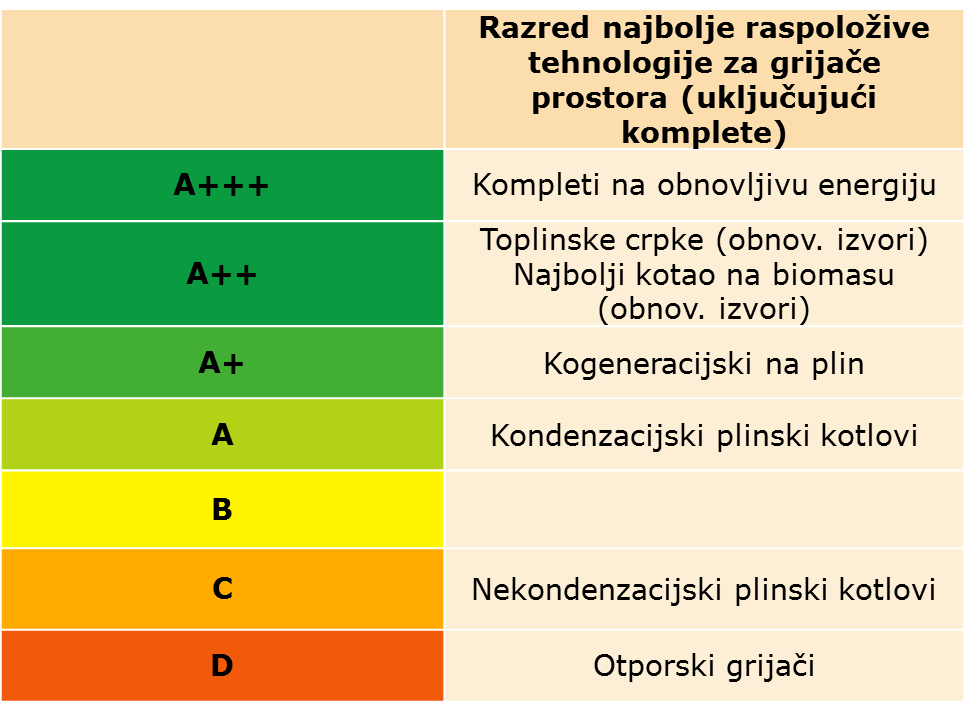 Razred najbolje raspoložive
tehnologije za grijače
prostora (uključujući
komplete)
A+++
Kompleti na obnovljivu energiju
A++
Toplinske crpke (obnov. izvori)
Najbolji kotao na biomasu
(obnov. izvori)
A+
Kogeneracijski na plin
A
Kondenzacijski plinski kotlovi
B
C
Nekondenzacijski plinski kotlovi
D
Otporski grijači